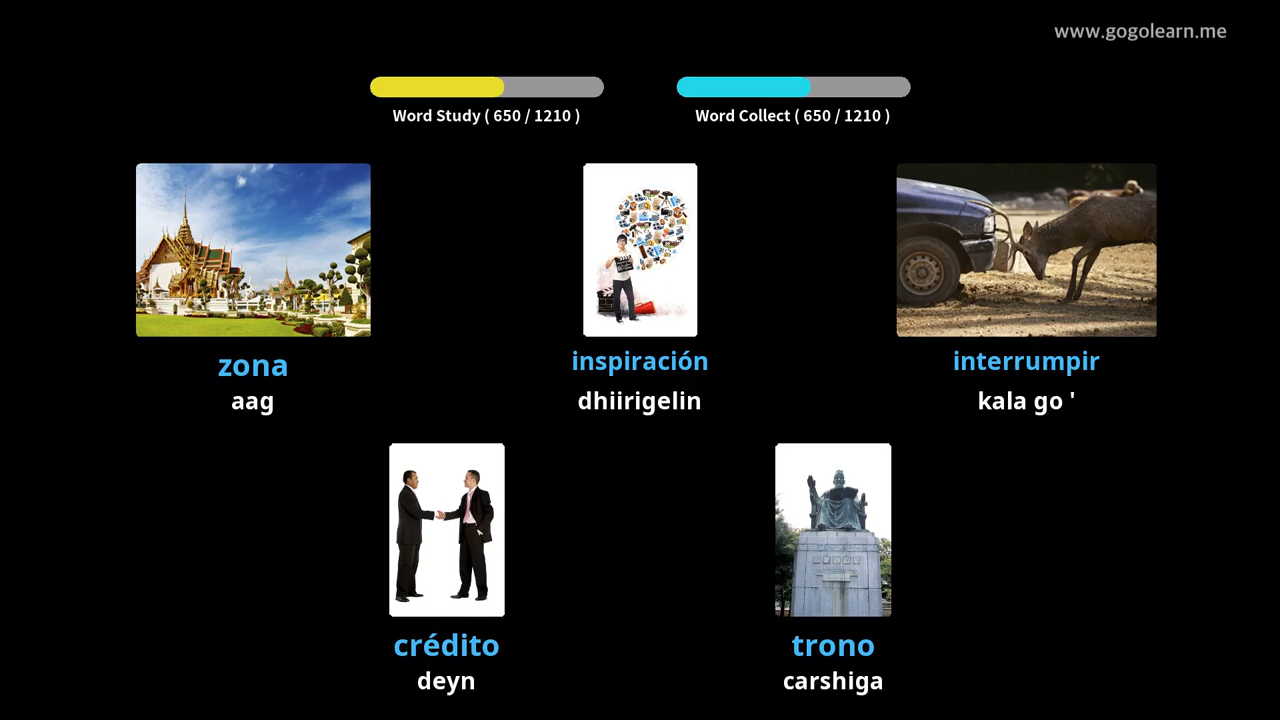 www.gogolearn.me
Word Study ( 650 / 1210 )
Word Collect ( 650 / 1210 )
zona
aag
inspiración
dhiirigelin
interrumpir
kala go '
crédito
deyn
trono
carshiga